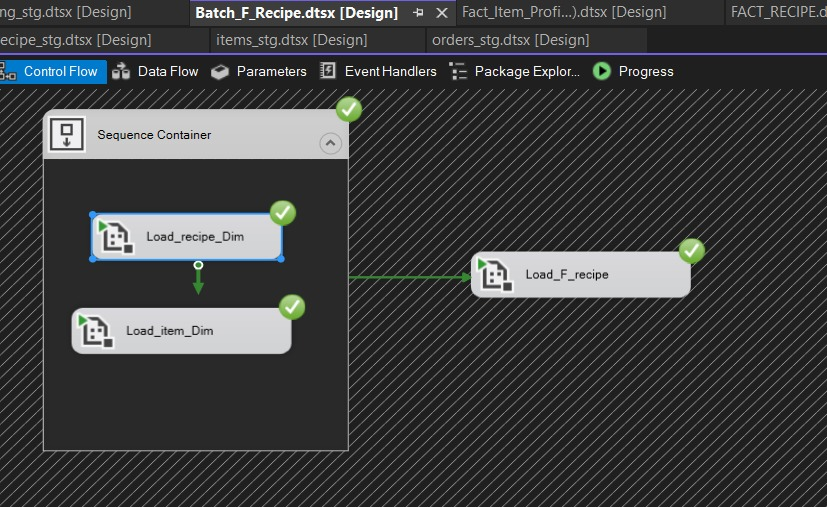 ng_stg.dtsx [Design]
Batch_F_Recipe.dtsx [Design]
Fact_Item_Profi...).dtsx [Design]
FACT_RECIPE.d
ecipe_stg.dtsx [Design]
items_stg.dtsx [Design]
orders_stg.dtsx [Design]
Control Flow
Data Flow
Parameters
Event Handlers
Package Explor...
Progress
Sequence Container
Load_recipe_Dim
Load_item_Dim
Load_F_recipe